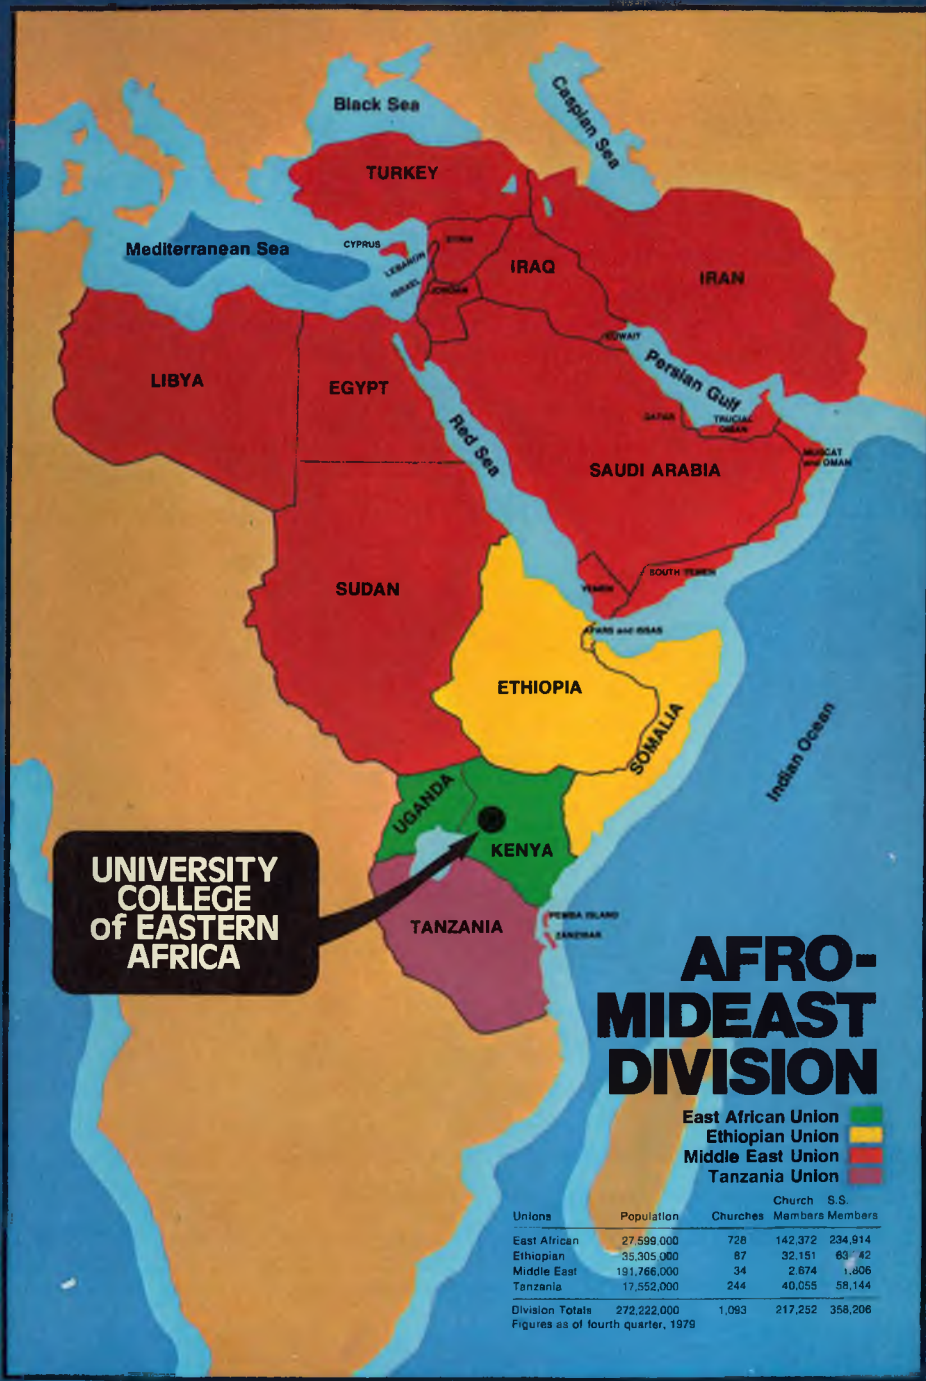 Black Sea
Caspian Sea
TURKEY
Mediterranean Sea
CYPRUS
SYRIA
LEBANON
ISRAEL
JORDAN
IRAQ
IRAN
KUWAIT
Persian Gulf
LIBYA
EGYPT
Red Sea
QATAR
TRUCIAL
OMAN
MUSCAT
and OMAN
SAUDI ARABIA
SUDAN
YEMEN
SOUTH YEMEN
AFARS and ISSAS
ETHIOPIA
SOMALIA
Indian Ocean
UGANDA
KENYA
UNIVERSITY
COLLEGE
of EASTERN
AFRICA
TANZANIA
PEMBA ISLAND
ZANZIBAR
AFRO-
MIDEAST
DIVISION
East African Union
Ethiopian Union
Middle East Union
Tanzania Union
Church S.S.
Unions Population Churches Members Members
East African 27,599,000 728 142,372 234,914
Ethiopian 35,305,000 87 32,151
Middle East 191,766,000 34 2,674
Tanzania 17,552,000 244 40,055 58,144
Division Totals 272,222,000 1,093 217,252 358,206
Figures as of fourth quarter, 1979